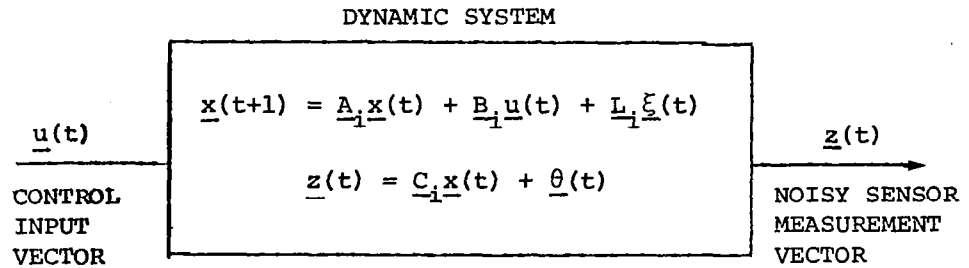 DYNAMIC SYSTEM
x(t+1) = A_i x(t) + B_i u(t) + L_i ξ(t)
u(t)
z(t)
z(t) = C_i x(t) + θ(t)
CONTROL
INPUT
VECTOR
NOISY SENSOR
MEASUREMENT
VECTOR